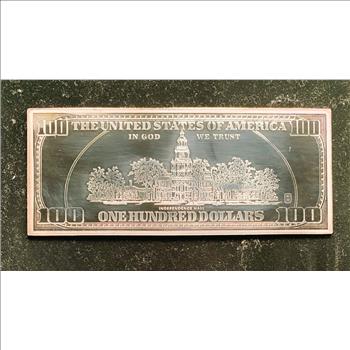 100 THE UNITED STATES OF AMERICA 100
IN GOD WE TRUST
INDEPENDENCE HALL
100 ONE HUNDRED DOLLARS 100